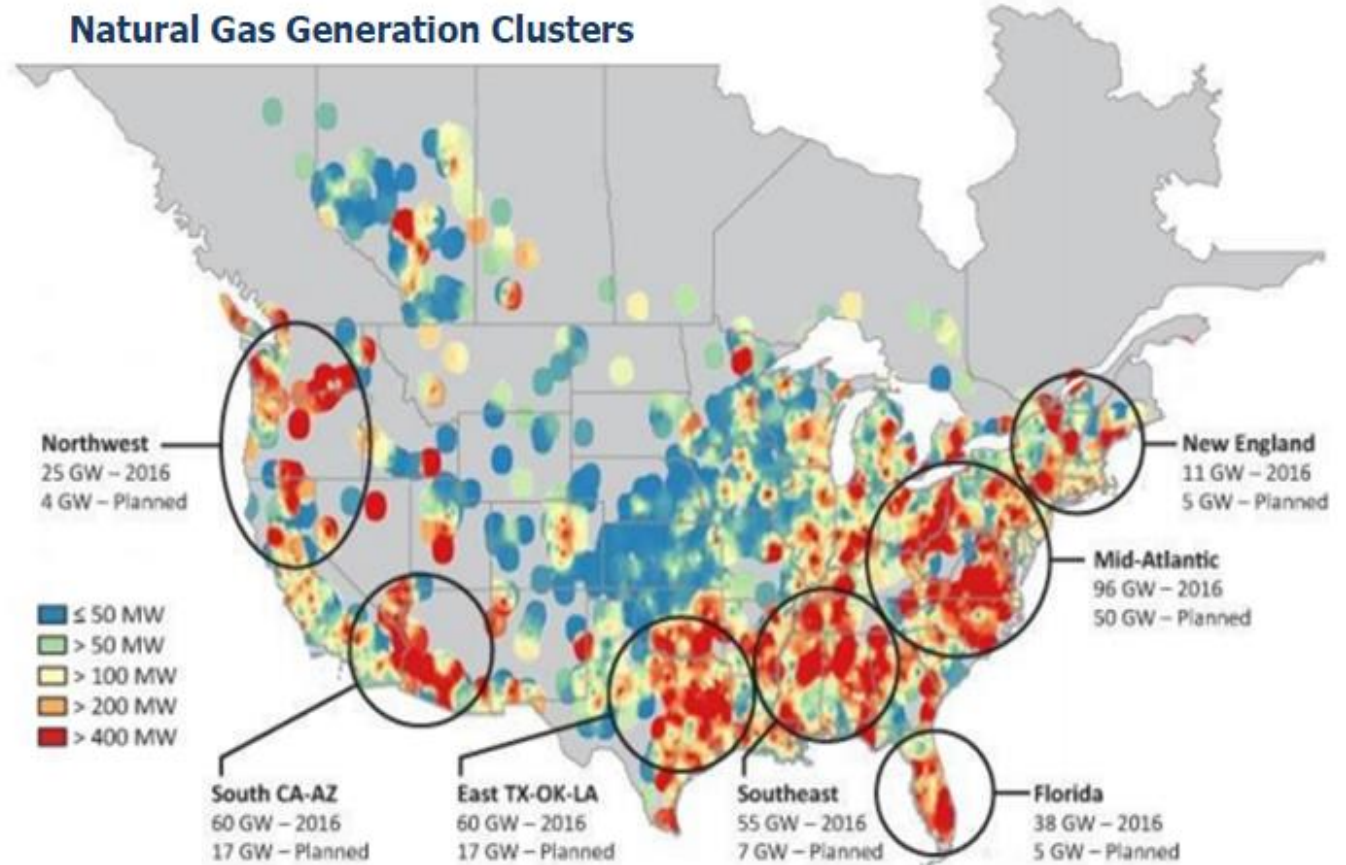 Natural Gas Generation Clusters
Northwest
25 GW – 2016
4 GW – Planned
New England
11 GW – 2016
5 GW – Planned
Mid-Atlantic
96 GW – 2016
50 GW – Planned
≤ 50 MW
> 50 MW
> 100 MW
> 200 MW
> 400 MW
South CA-AZ
60 GW – 2016
17 GW – Planned
East TX-OK-LA
60 GW – 2016
17 GW – Planned
Southeast
55 GW – 2016
7 GW – Planned
Florida
38 GW – 2016
5 GW – Planned